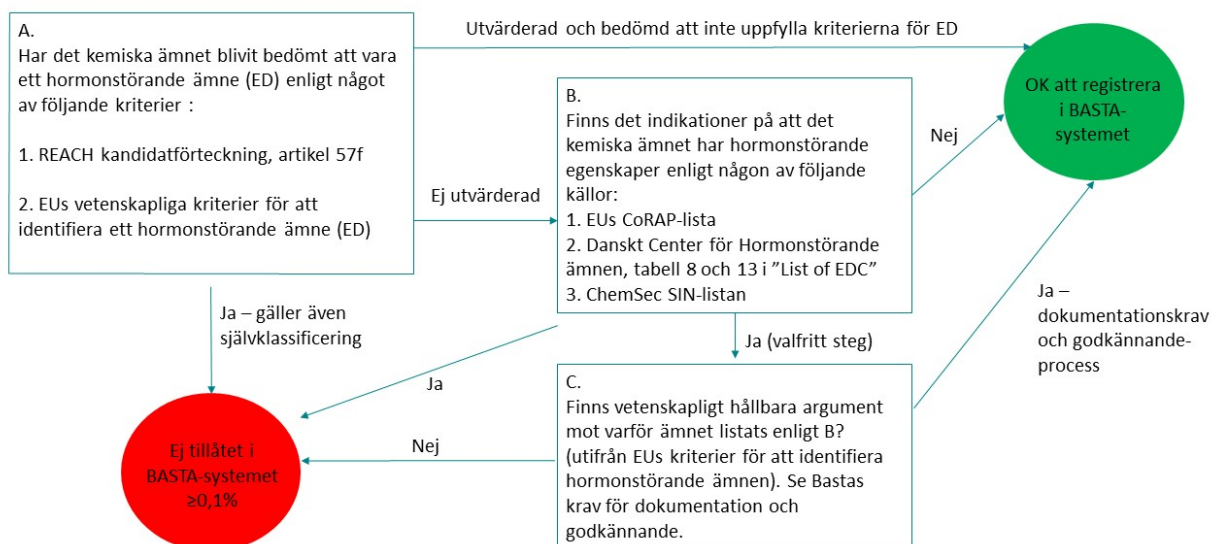 A.
Har det kemiska ämnet blivit bedömt att vara
ett hormonstörande ämne (ED) enligt något
av följande kriterier :
1. REACH kandidatförteckning, artikel 57f
2. EUs vetenskapliga kriterier för att
identifiera ett hormonstörande ämne (ED)
Utvärderad och bedömd att inte uppfylla kriterierna för ED
OK att registrera
i BASTA-
systemet
Ej utvärderad
B.
Finns det indikationer på att det
kemiska ämnet har hormonstörande
egenskaper enligt någon av följande
källor:
1. EUs CoRAP-lista
2. Danskt Center för Hormonstörande
ämnen, tabell 8 och 13 i ”List of EDC”
3. ChemSec SIN-listan
Nej
Ja – gäller även
självklassificering
Ja
Ja (valfritt steg)
Ja –
dokumentationskrav
och godkännande-
process
C.
Finns vetenskapligt hållbara argument
mot varför ämnet listats enligt B?
(utifrån EUs kriterier för att identifiera
hormonstörande ämnen). Se Bastas
krav för dokumentation och
godkännande.
Nej
Ej tillåtet i
BASTA-systemet
≥0,1%